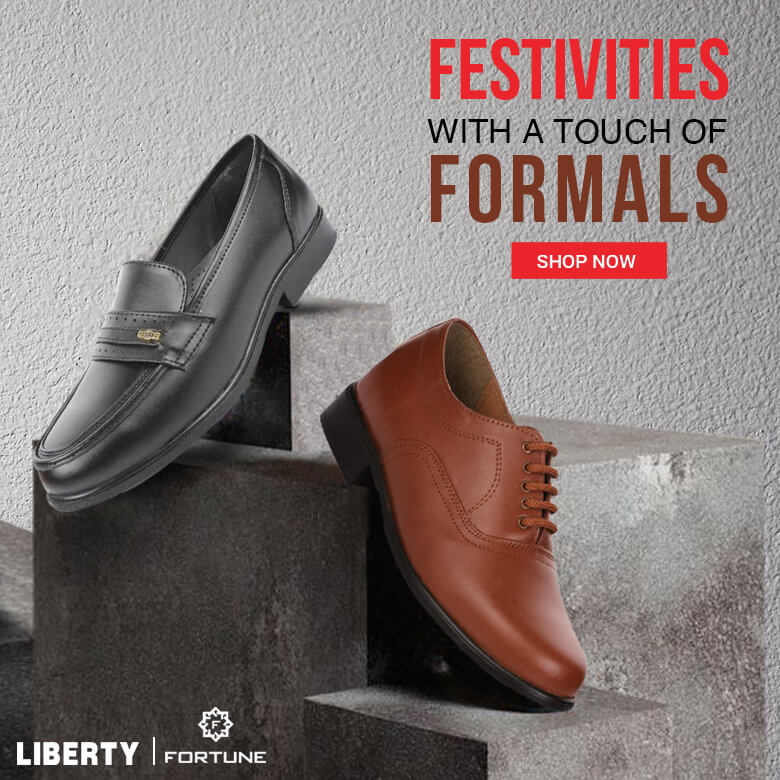 FESTIVITIES
WITH A TOUCH OF
FORMALS
SHOP NOW
LIBERTY
F
FORTUNE